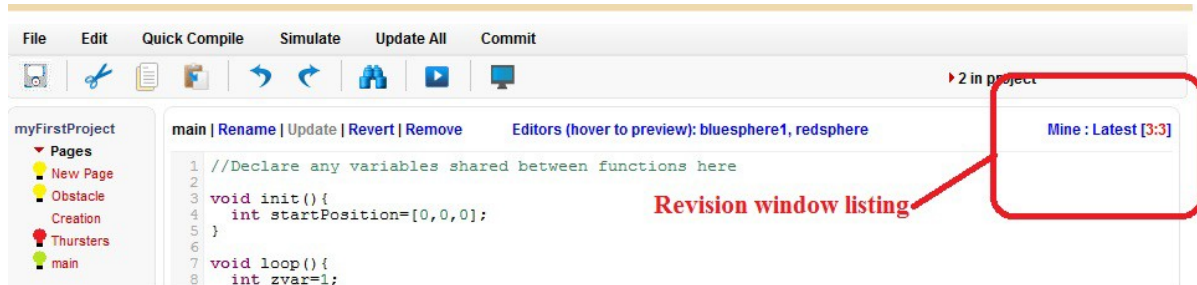 File Edit Quick Compile Simulate Update All Commit
2 in project
myFirstProject
Pages
New Page
Obstacle
Creation
Thursters
main
main | Rename | Update | Revert | Remove Editors (hover to preview): bluesphere1, redsphere Mine : Latest [3:3]
1 //Declare any variables shared between functions here
2
3 void init(){
4 int startPosition=[0,0,0];
5 }
6
7 void loop(){
8 int zvar=1;
Revision window listing